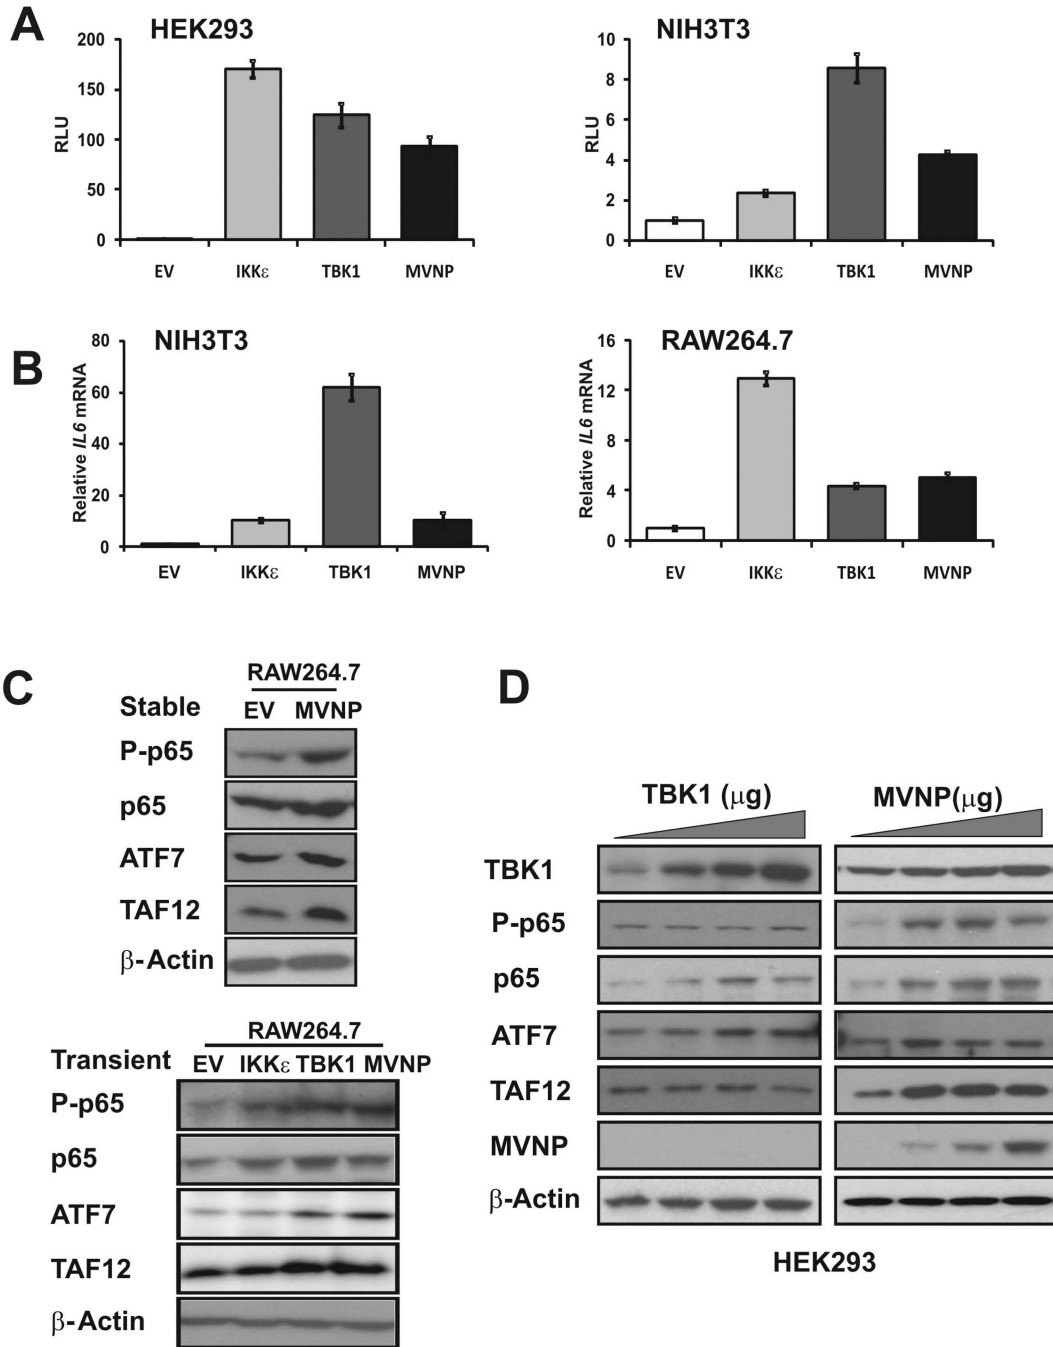 A
HEK293
200
150
100
50
0
RLU
EV IKKε TBK1 MVNP
NIH3T3
10
8
6
4
2
0
RLU
EV IKKε TBK1 MVNP
B
NIH3T3
80
60
40
20
0
Relative IL6 mRNA
EV IKKε TBK1 MVNP
RAW264.7
16
12
8
4
0
Relative IL6 mRNA
EV IKKε TBK1 MVNP
C
RAW264.7
Stable EV MVNP
P-p65
p65
ATF7
TAF12
β-Actin
RAW264.7
Transient EV IKKε TBK1 MVNP
P-p65
p65
ATF7
TAF12
β-Actin
D
TBK1 (μg) MVNP(μg)
TBK1
P-p65
p65
ATF7
TAF12
MVNP
β-Actin
HEK293